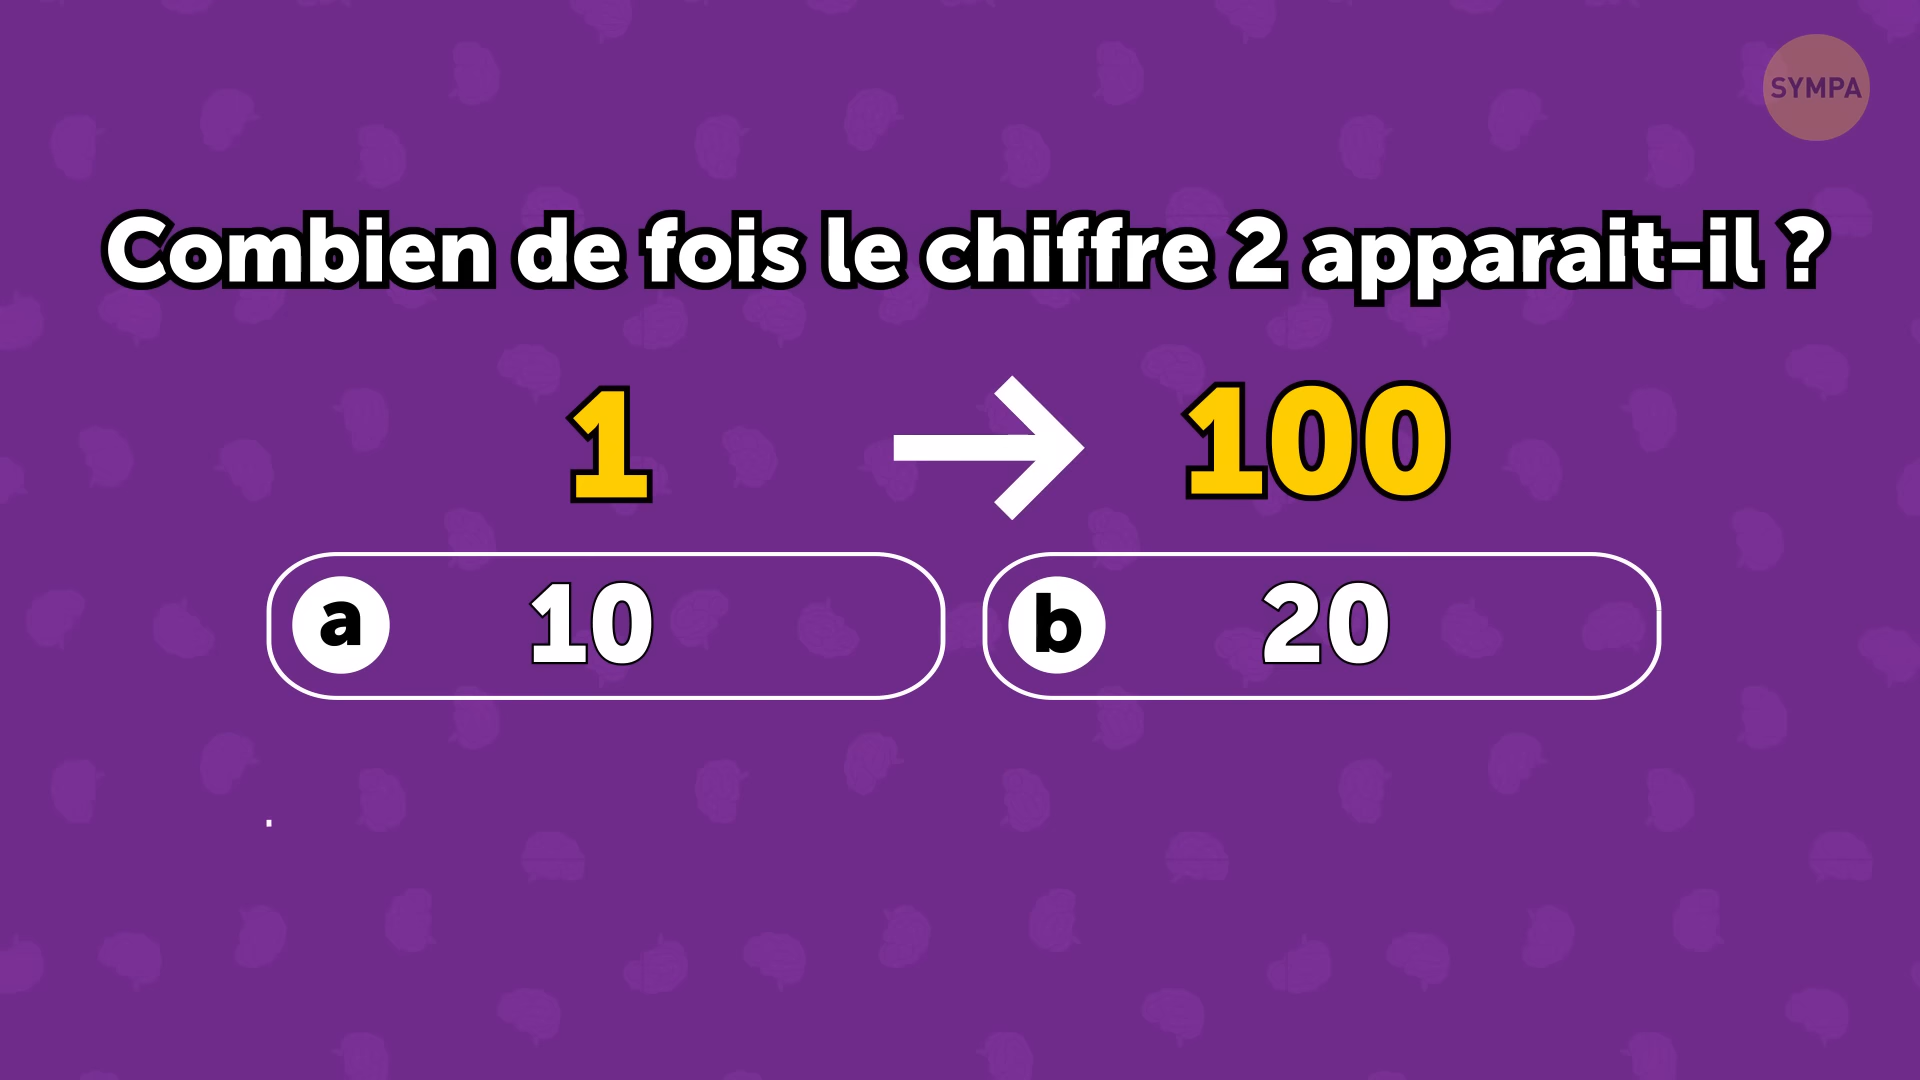 SYMPA
Combien de fois le chiffre 2 apparait-il ?
1 → 100
a 10
b 20
.